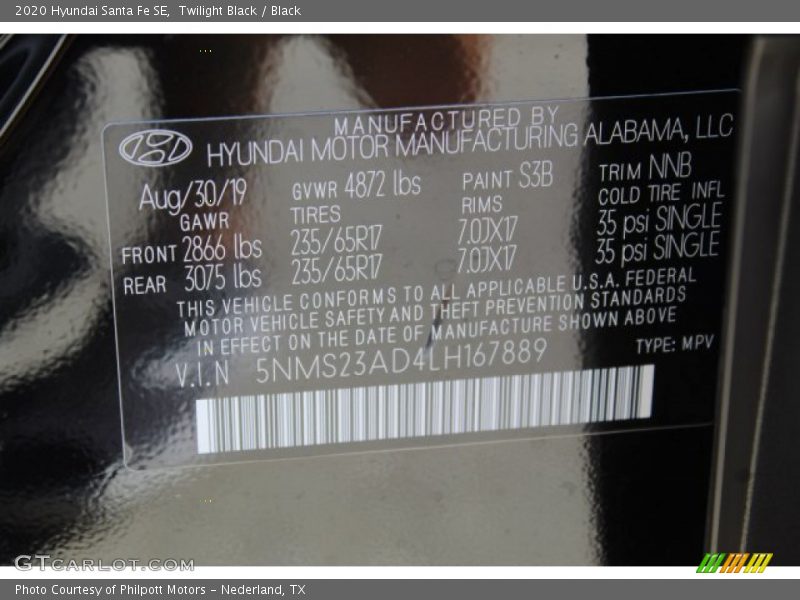 2020 Hyundai Santa Fe SE, Twilight Black / Black
MANUFACTURED BY
HYUNDAI MOTOR MANUFACTURING ALABAMA, LLC
Aug/30/19 GVWR 4872 lbs PAINT S3B TRIM NNB
GAWR TIRES RIMS COLD TIRE INFL
FRONT 2866 lbs 235/65R17 7.0JX17 35 psi SINGLE
REAR 3075 lbs 235/65R17 7.0JX17 35 psi SINGLE
THIS VEHICLE CONFORMS TO ALL APPLICABLE U.S.A. FEDERAL
MOTOR VEHICLE SAFETY AND THEFT PREVENTION STANDARDS
IN EFFECT ON THE DATE OF MANUFACTURE SHOWN ABOVE
V.I.N 5NMS23AD4LH167889 TYPE: MPV
GTCARLOT.COM
Photo Courtesy of Philpott Motors - Nederland, TX